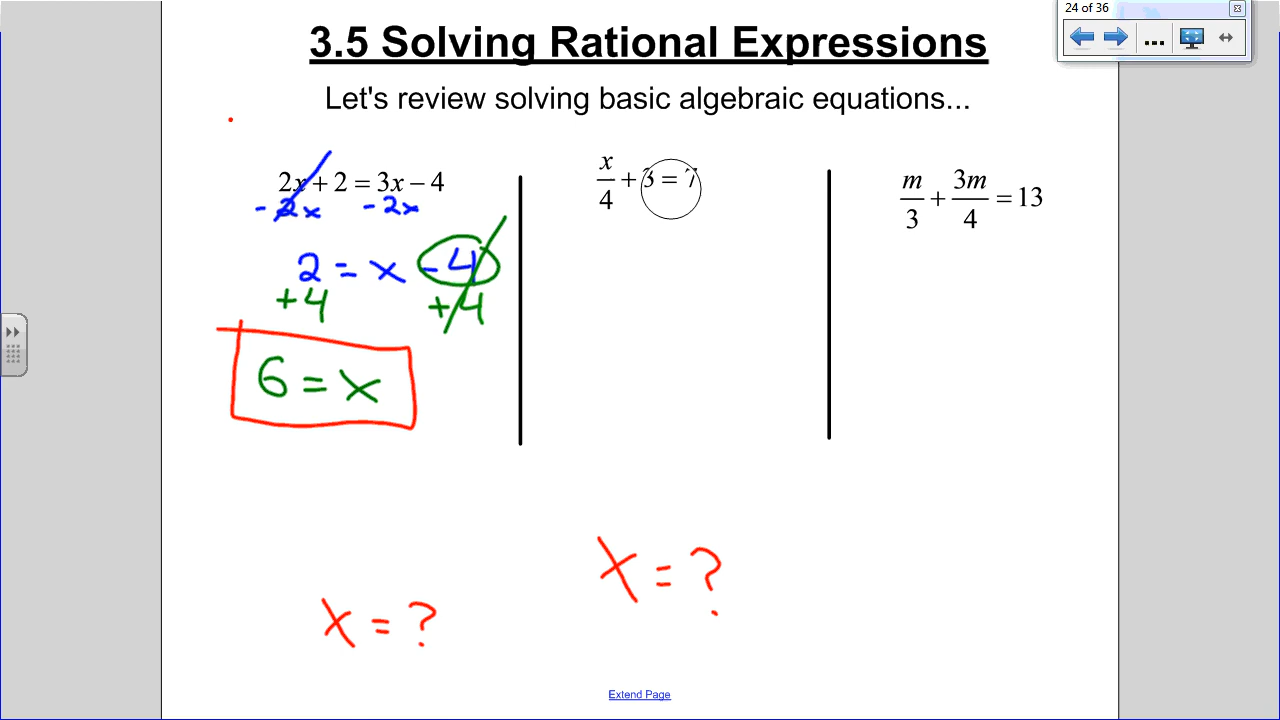 24 of 36
3.5 Solving Rational Expressions
Let's review solving basic algebraic equations...
2x + 2 = 3x − 4
- 2x - 2x
2 = x - 4
+4 +4
6 = x
x = ?
x/4 + 3 = 7
x = ?
m/3 + 3m/4 = 13
Extend Page